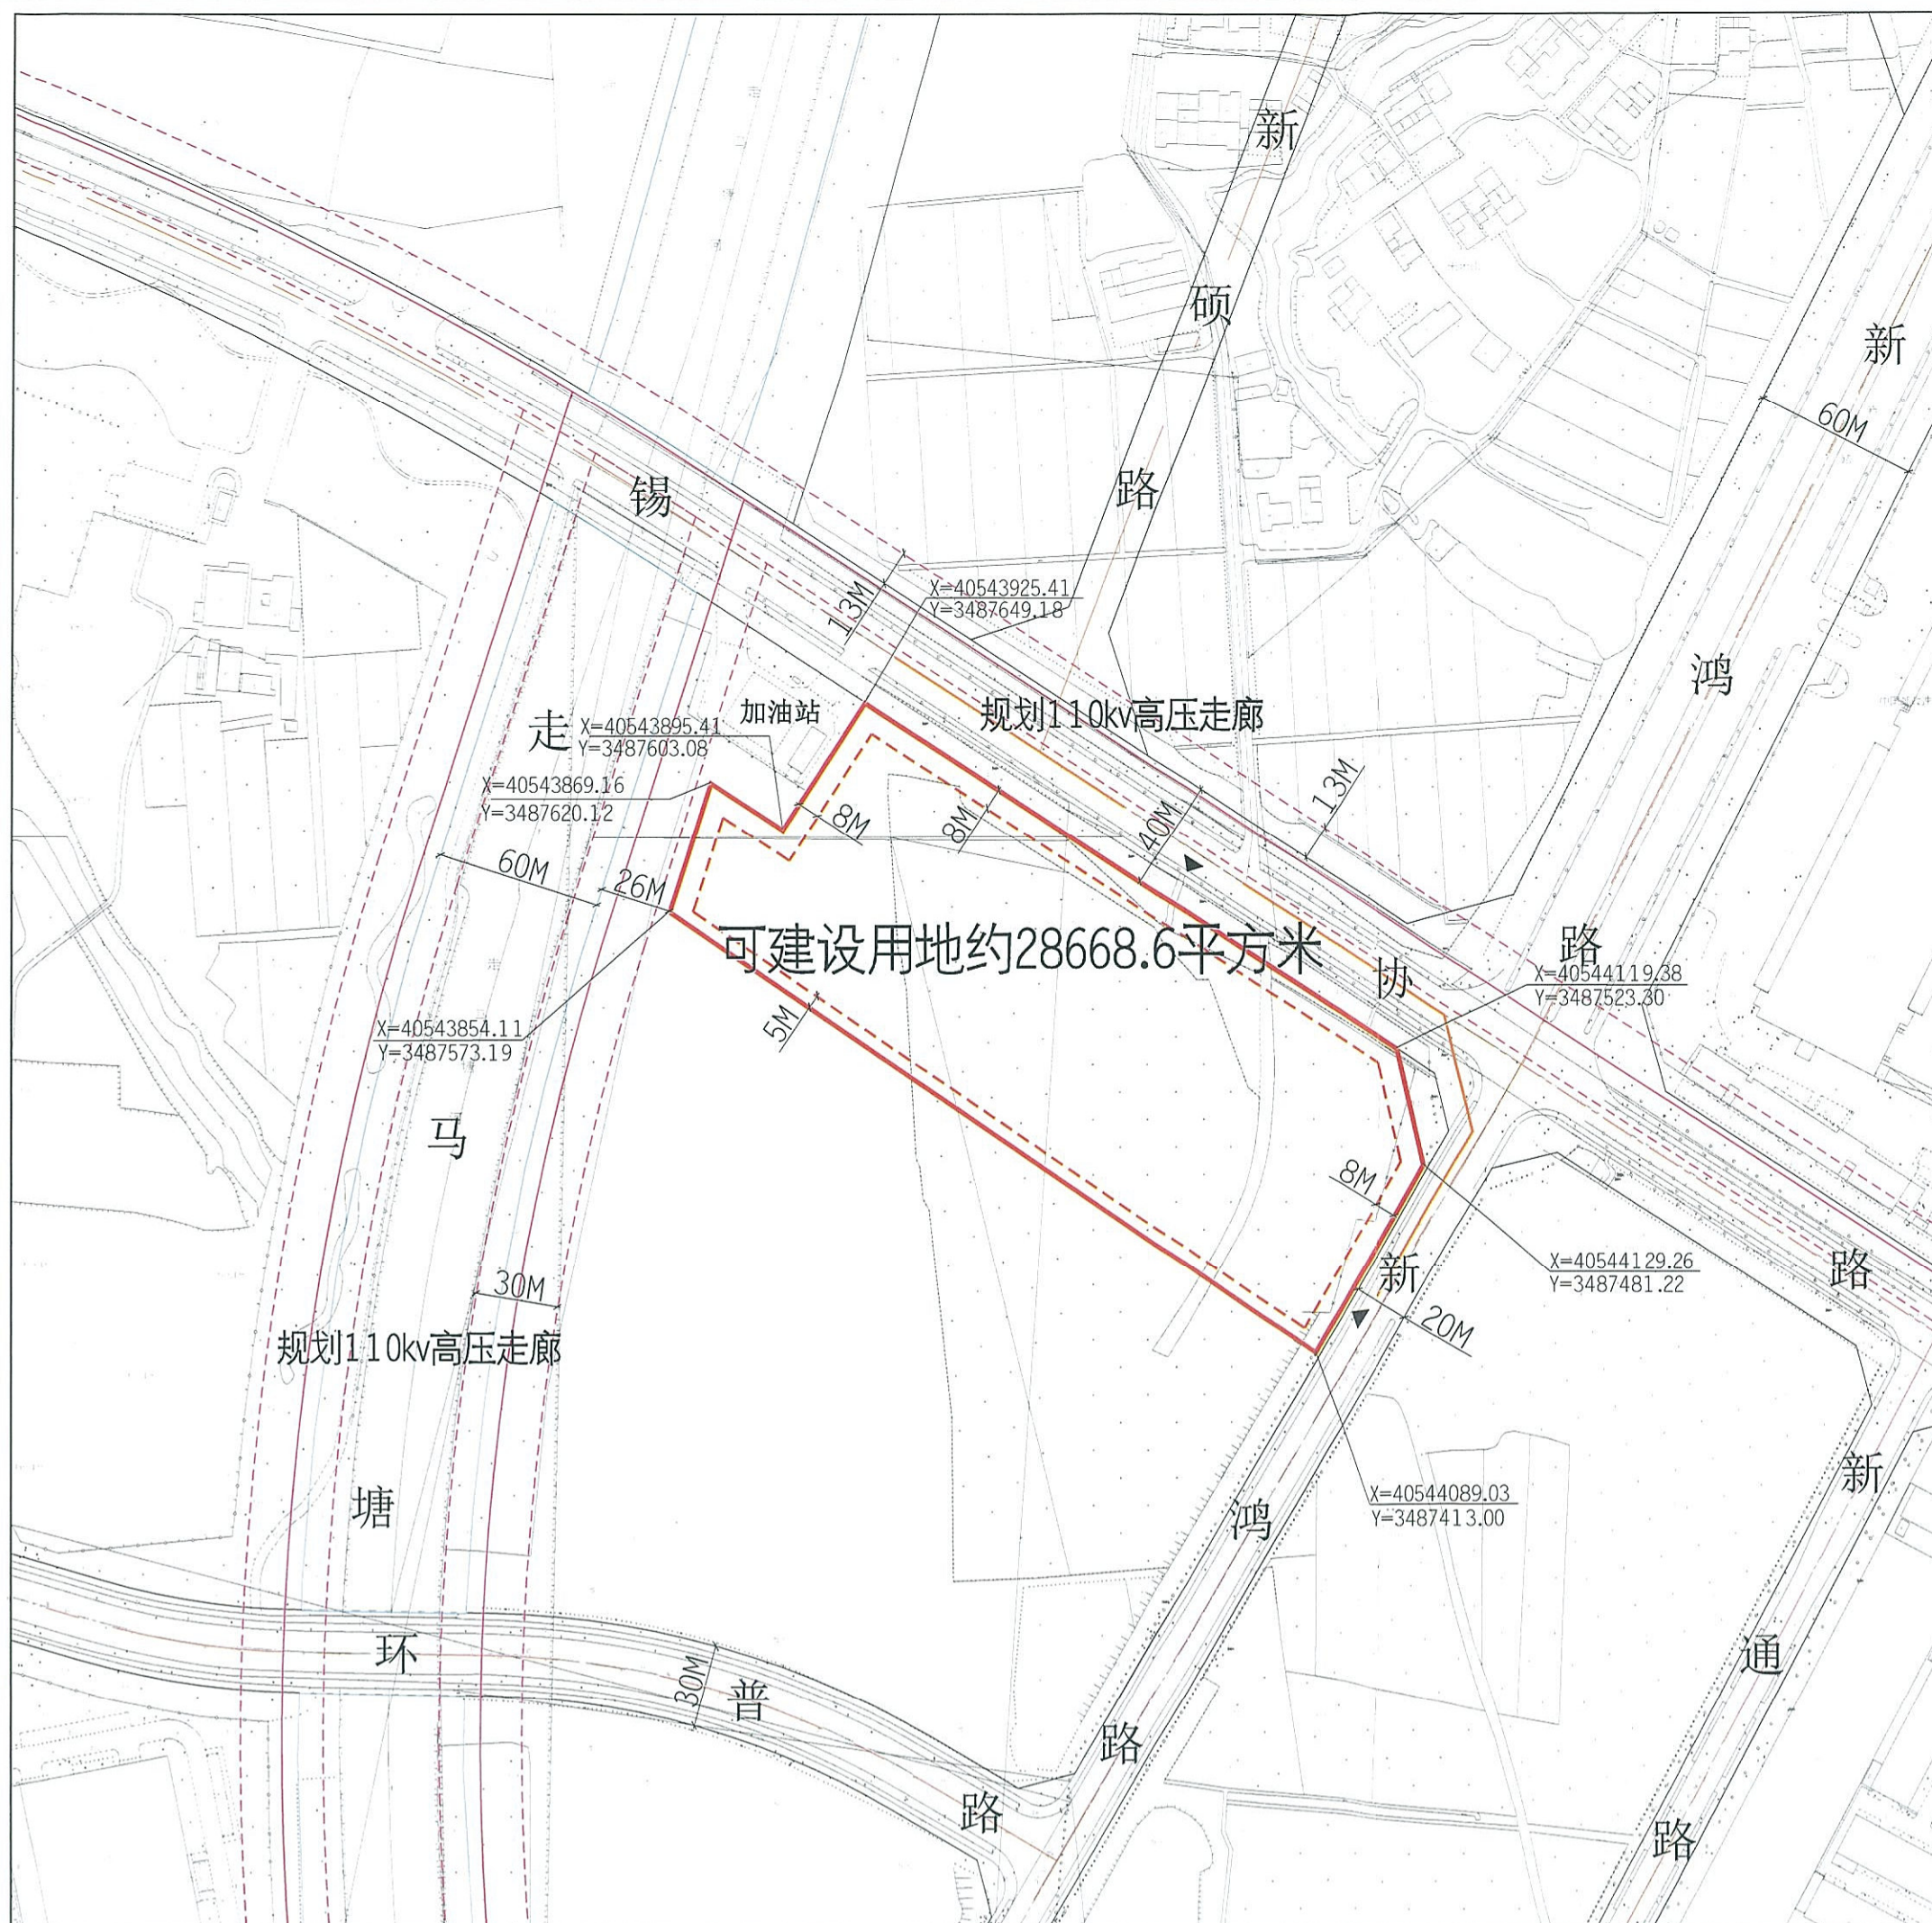 新
硕
路
新
鸿
路
60M
锡
协
路
13M
X=40543925.41
Y=3487649.18
走
X=40543895.41
Y=3487603.08
加油站
规划110kv高压走廊
X=40543869.16
Y=3487620.12
8M
8M
40M
13M
60M
26M
可建设用地约28668.6平方米
X=40544119.38
Y=3487523.30
X=40543854.11
Y=3487573.19
5M
马
塘
8M
新
鸿
路
X=40544129.26
Y=3487481.22
20M
30M
规划110kv高压走廊
X=40544089.03
Y=3487413.00
新
通
路
环
普
路
30M